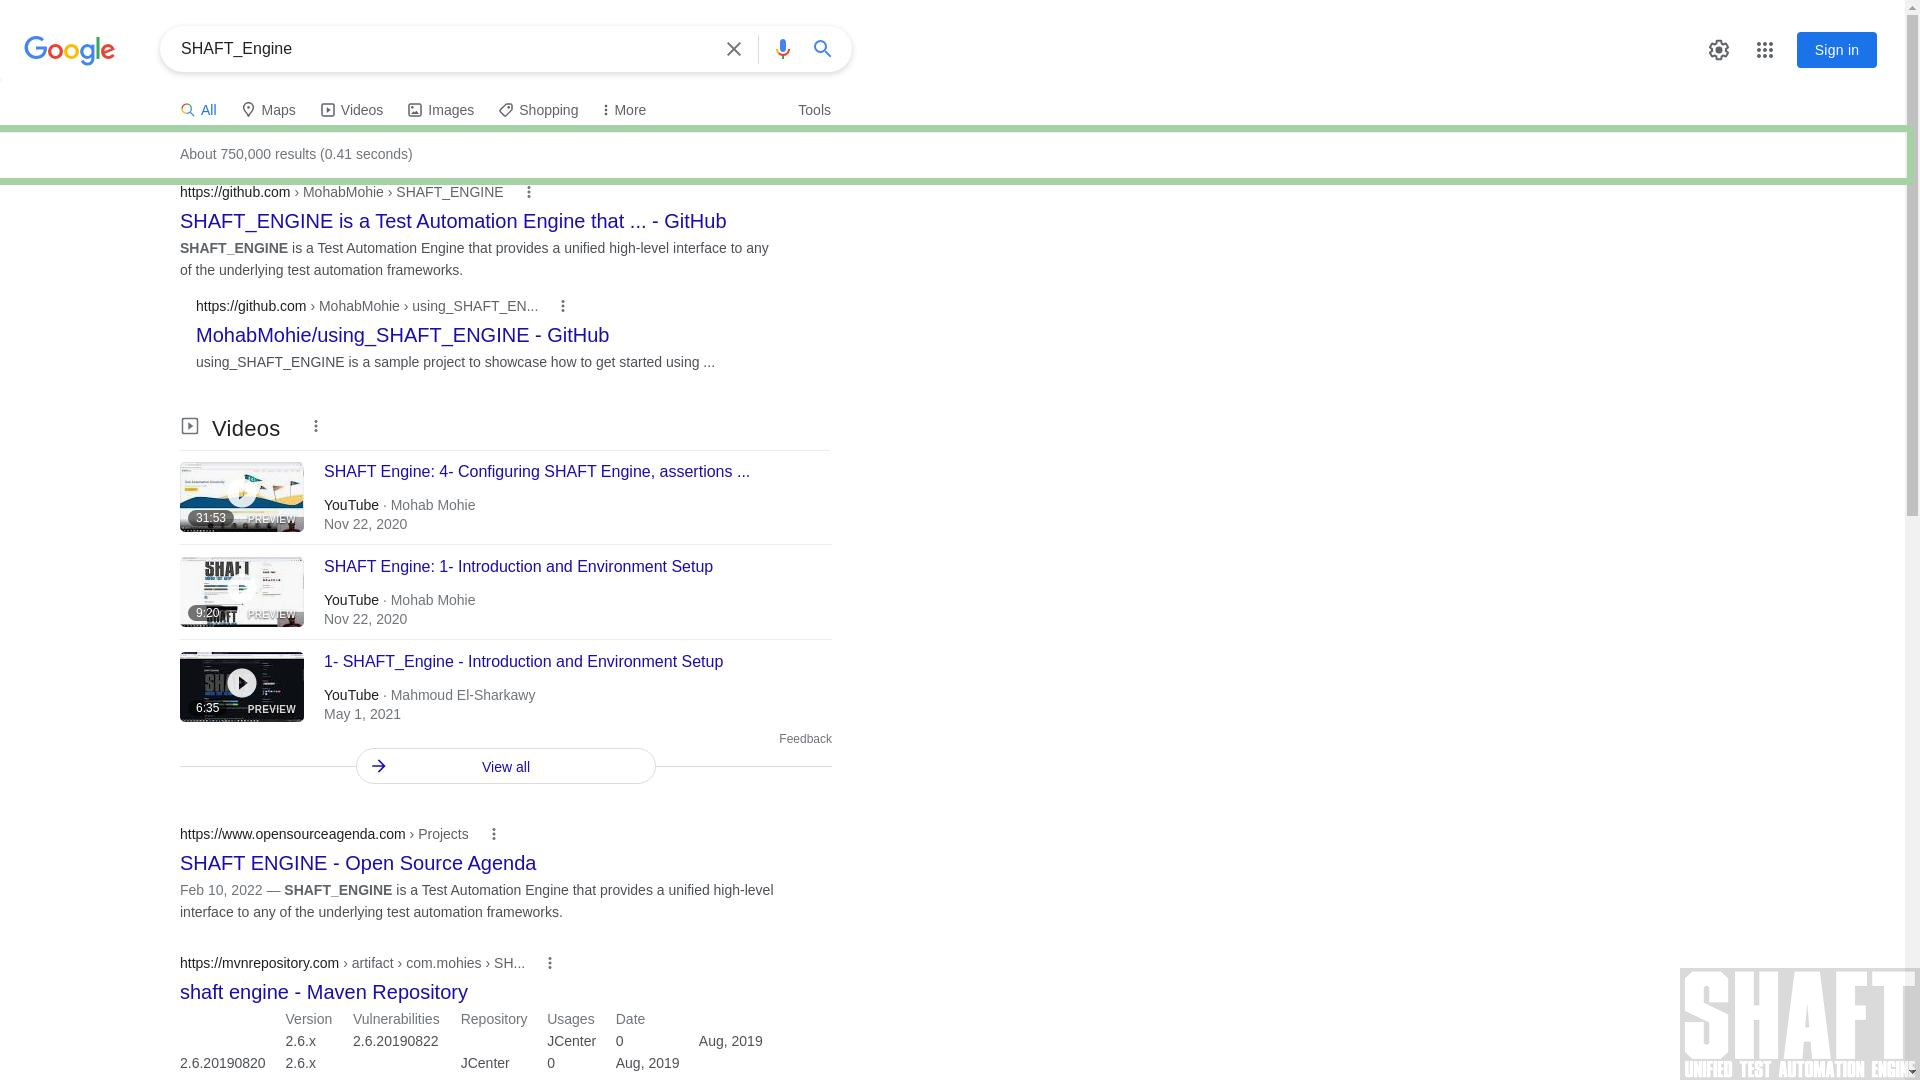 Google
SHAFT_Engine
Sign in
All Maps Videos Images Shopping More Tools
About 750,000 results (0.41 seconds)
https://github.com › MohabMohie › SHAFT_ENGINE
SHAFT_ENGINE is a Test Automation Engine that ... - GitHub
SHAFT_ENGINE is a Test Automation Engine that provides a unified high-level interface to any
of the underlying test automation frameworks.
https://github.com › MohabMohie › using_SHAFT_EN...
MohabMohie/using_SHAFT_ENGINE - GitHub
using_SHAFT_ENGINE is a sample project to showcase how to get started using ...
Videos
SHAFT Engine: 4- Configuring SHAFT Engine, assertions ...
YouTube · Mohab Mohie
Nov 22, 2020
31:53 PREVIEW
SHAFT Engine: 1- Introduction and Environment Setup
YouTube · Mohab Mohie
Nov 22, 2020
SHAFT
9:20 PREVIEW
1- SHAFT_Engine - Introduction and Environment Setup
YouTube · Mahmoud El-Sharkawy
May 1, 2021
6:35 PREVIEW
Feedback
View all
https://www.opensourceagenda.com › Projects
SHAFT ENGINE - Open Source Agenda
Feb 10, 2022 — SHAFT_ENGINE is a Test Automation Engine that provides a unified high-level
interface to any of the underlying test automation frameworks.
https://mvnrepository.com › artifact › com.mohies › SH...
shaft engine - Maven Repository
Version Vulnerabilities Repository Usages Date
2.6.x 2.6.20190822 JCenter 0 Aug, 2019
2.6.20190820 2.6.x JCenter 0 Aug, 2019
SHAFT
UNIFIED TEST AUTOMATION ENGINE